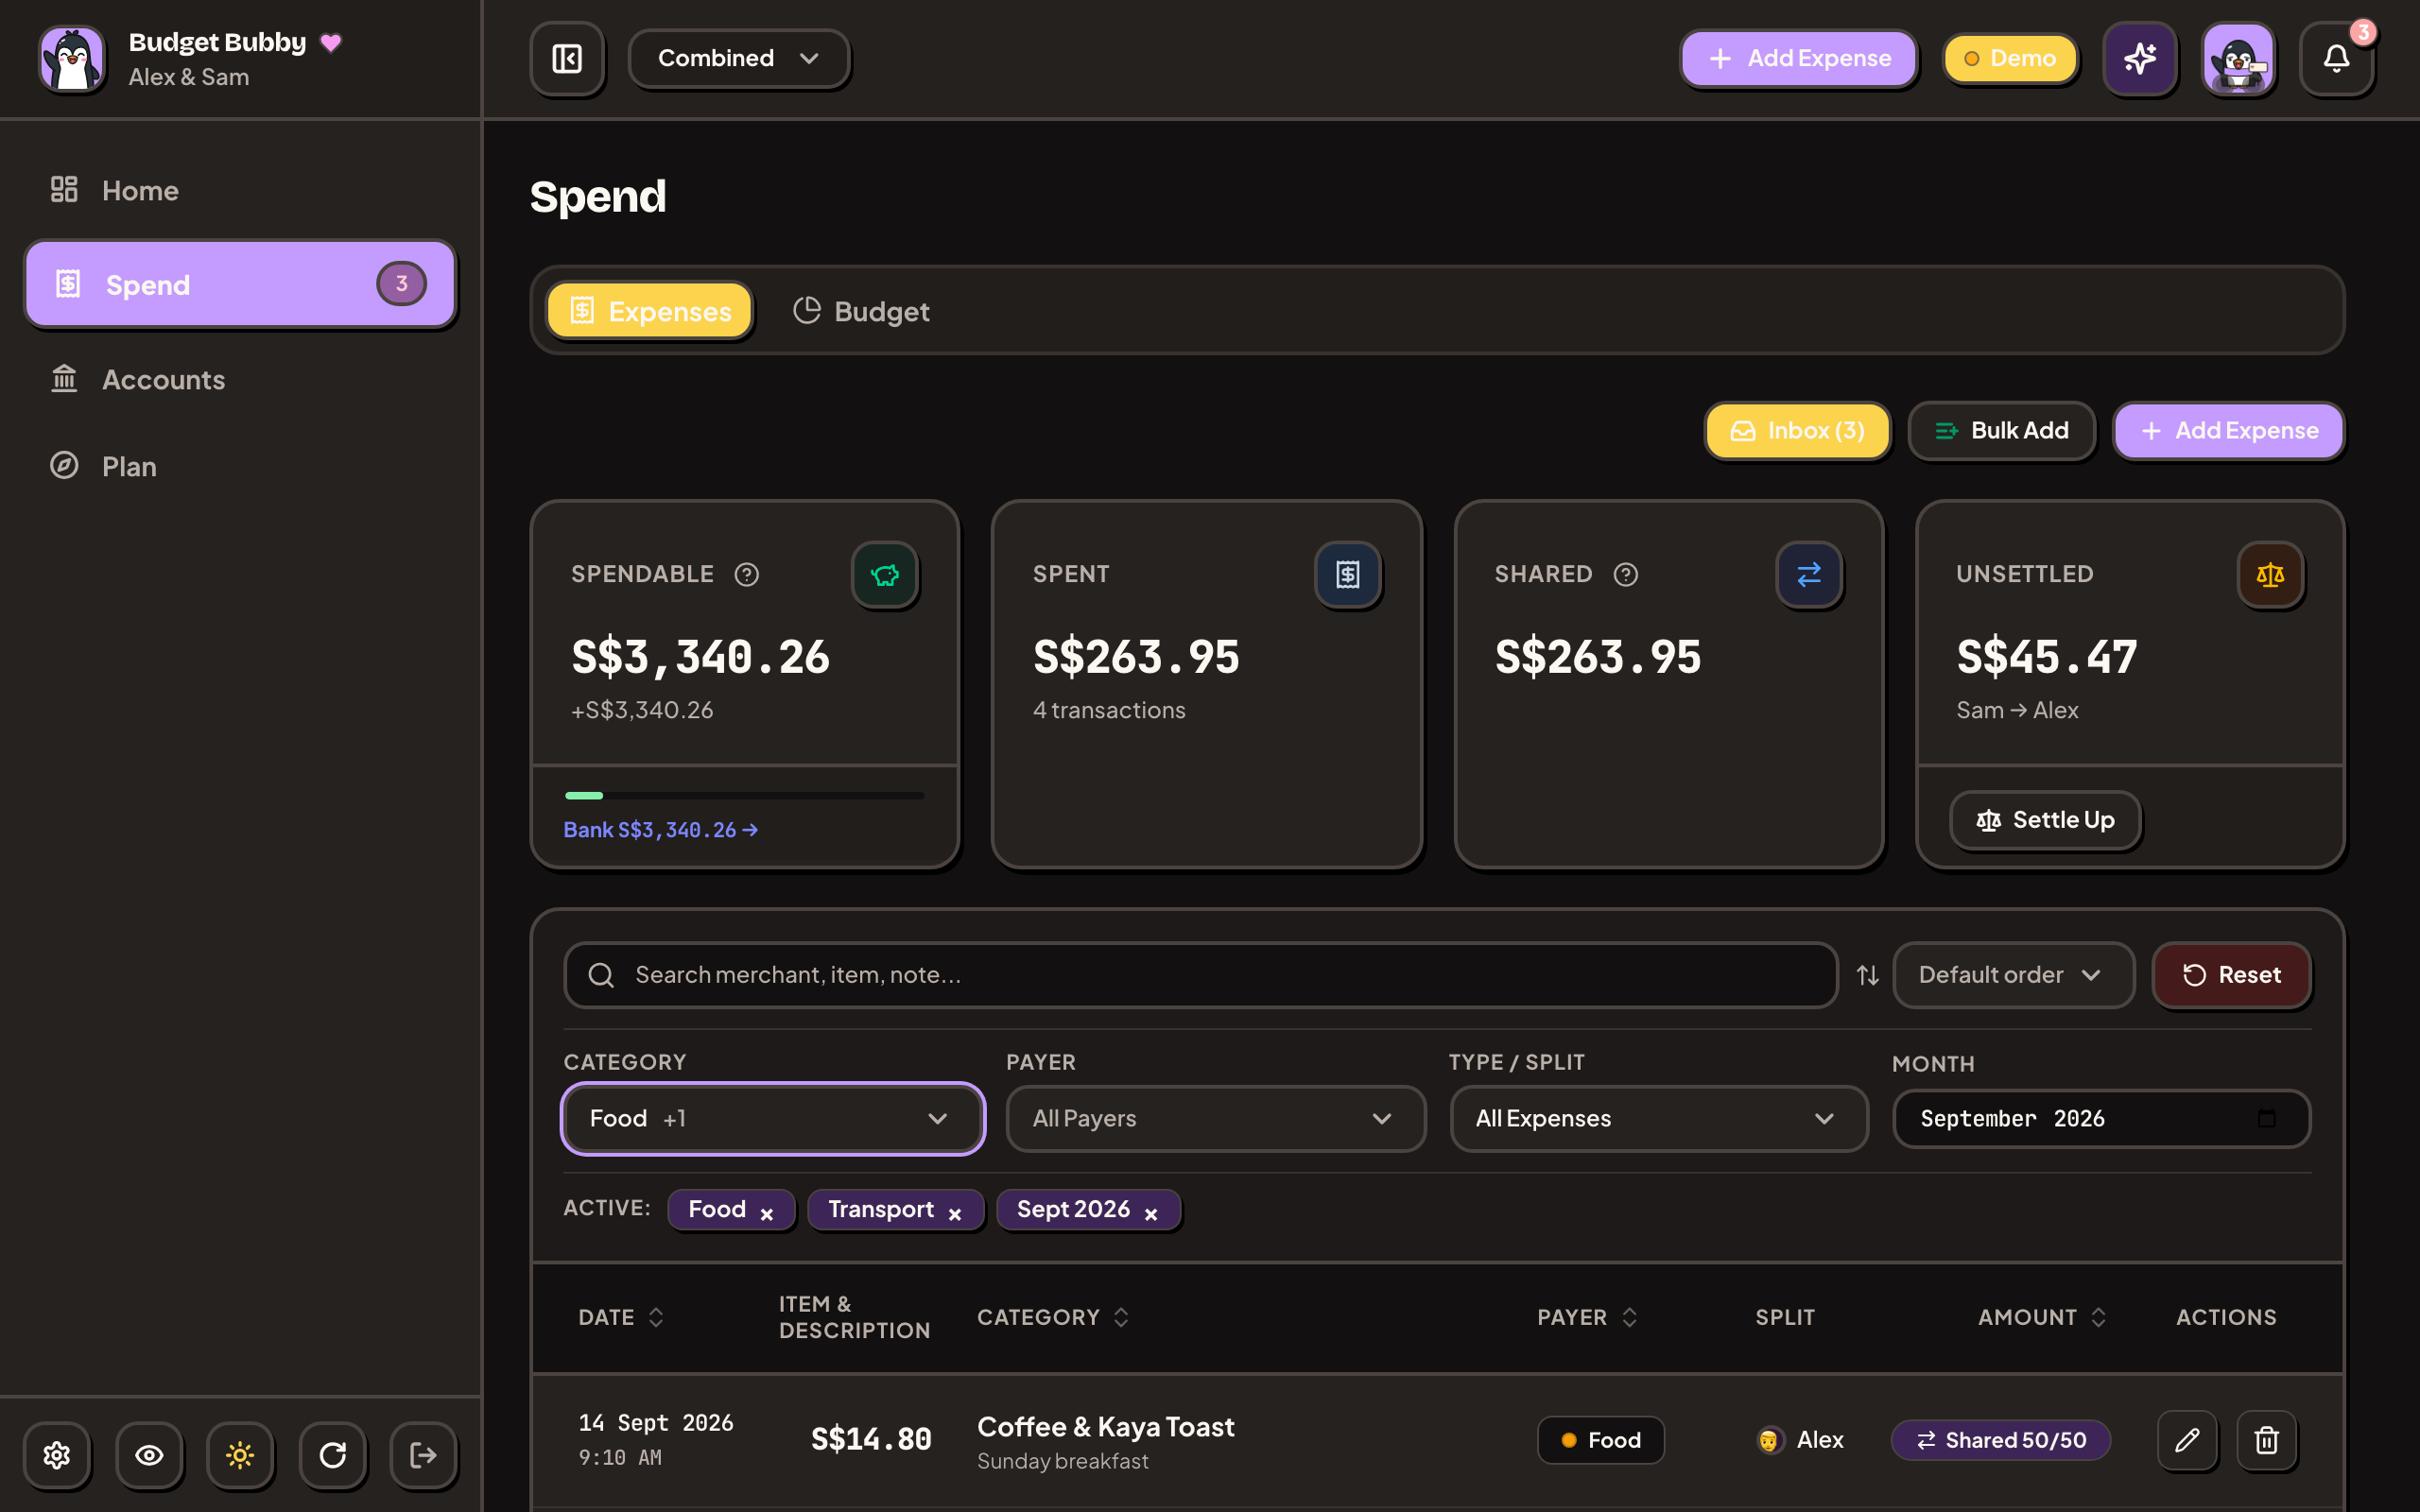 Budget Bubby
Alex & Sam
Combined
Add Expense
Demo
3
Home
Spend
3
Accounts
Plan
Spend
Expenses
Budget
Inbox (3)
Bulk Add
Add Expense
SPENDABLE
S$3,340.26
+S$3,340.26
Bank S$3,340.26 →
SPENT
S$263.95
4 transactions
SHARED
S$263.95
UNSETTLED
S$45.47
Sam → Alex
Settle Up
Search merchant, item, note...
Default order
Reset
CATEGORY
Food +1
PAYER
All Payers
TYPE / SPLIT
All Expenses
MONTH
September 2026
ACTIVE:
Food ×
Transport ×
Sept 2026 ×
DATE
ITEM &
DESCRIPTION
CATEGORY
PAYER
SPLIT
AMOUNT
ACTIONS
14 Sept 2026
9:10 AM
S$14.80
Coffee & Kaya Toast
Sunday breakfast
Food
Alex
Shared 50/50